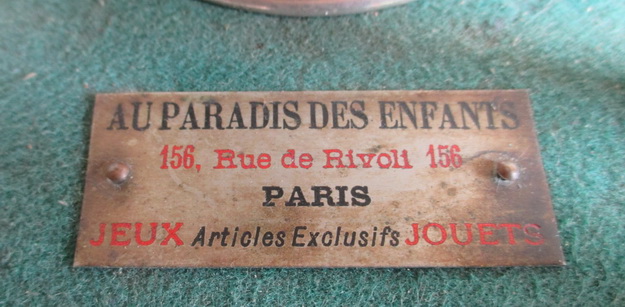 AU PARADIS DES ENFANTS
156, Rue de Rivoli 156
PARIS
JEUX Articles Exclusifs JOUETS